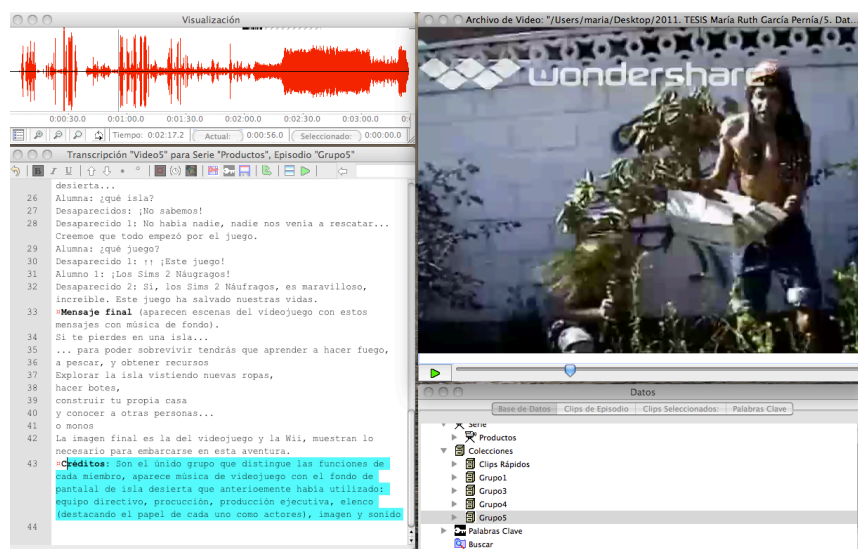 Visualización
0:00:30.0 0:01:00.0 0:01:30.0 0:02:00.0 0:02:30.0 0:03:00.0 0:
Tiempo: 0:02:17.2 Actual: 0:00:56.0 Seleccionado: 0:00:00.0
Transcripción "Video5" para Serie "Productos", Episodio "Grupo5"
desierta...
26 Alumna: ¿qué isla?
27 Desaparecidos: ¡No sabemos!
28 Desaparecido 1: No había nadie, nadie nos venía a rescatar...
Creemoe que todo empezó por el juego.
29 Alumna: ¿qué juego?
30 Desaparecido 1: ↑↑ ¡Este juego!
31 Alumno 1: ¡Los Sims 2 Náugragos!
32 Desaparecido 2: Sí, los Sims 2 Náufragos, es maravilloso,
increíble. Este juego ha salvado nuestras vidas.
33 ¤Mensaje final (aparecen escenas del videojuego con estos
mensajes con música de fondo).
34 Si te pierdes en una isla...
35 ... para poder sobrevivir tendrás que aprender a hacer fuego,
36 a pescar, y obtener recursos
37 Explorar la isla vistiendo nuevas ropas,
38 hacer botes,
39 construir tu propia casa
40 y conocer a otras personas...
41 o monos
42 La imagen final es la del videojuego y la Wii, muestran lo
necesario para embarcarse en esta aventura.
43 ¤Créditos: Son el únido grupo que distingue las funciones de
cada miembro, aparece música de videojuego con el fondo de
pantalal de isla desierta que anterioemente había utilizado:
equipo directivo, procucción, producción ejecutiva, elenco
(destacando el papel de cada uno como actores), imagen y sonido
44
Archivo de Video: "/Users/maria/Desktop/2011. TESIS María Ruth García Pernía/5. Dat...
wondershare
Datos
Base de Datos Clips de Episodio Clips Seleccionados: Palabras Clave
Serie
Productos
Colecciones
Clips Rápidos
Grupo1
Grupo3
Grupo4
Grupo5
Palabras Clave
Buscar